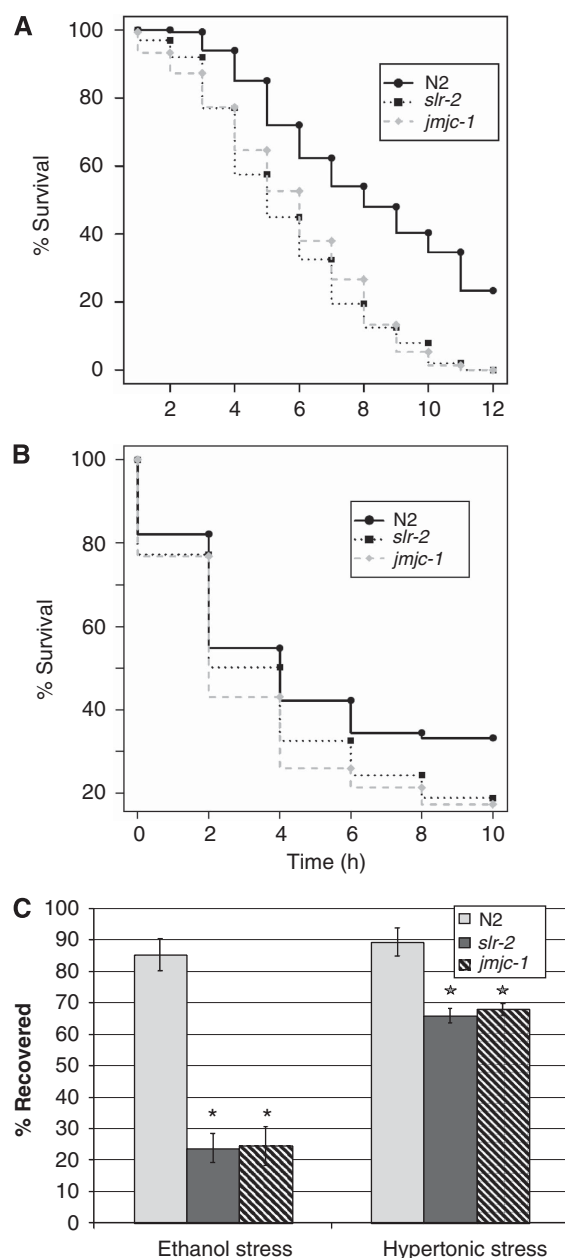 A
% Survival
100
80
60
40
20
0
N2
slr-2
jmjc-1
2 4 6 8 10 12
B
% Survival
100
80
60
40
20
N2
slr-2
jmjc-1
0 2 4 6 8 10
Time (h)
C
% Recovered
100
90
80
70
60
50
40
30
20
10
0
N2
slr-2
jmjc-1
* *
☆ ☆
Ethanol stress Hypertonic stress